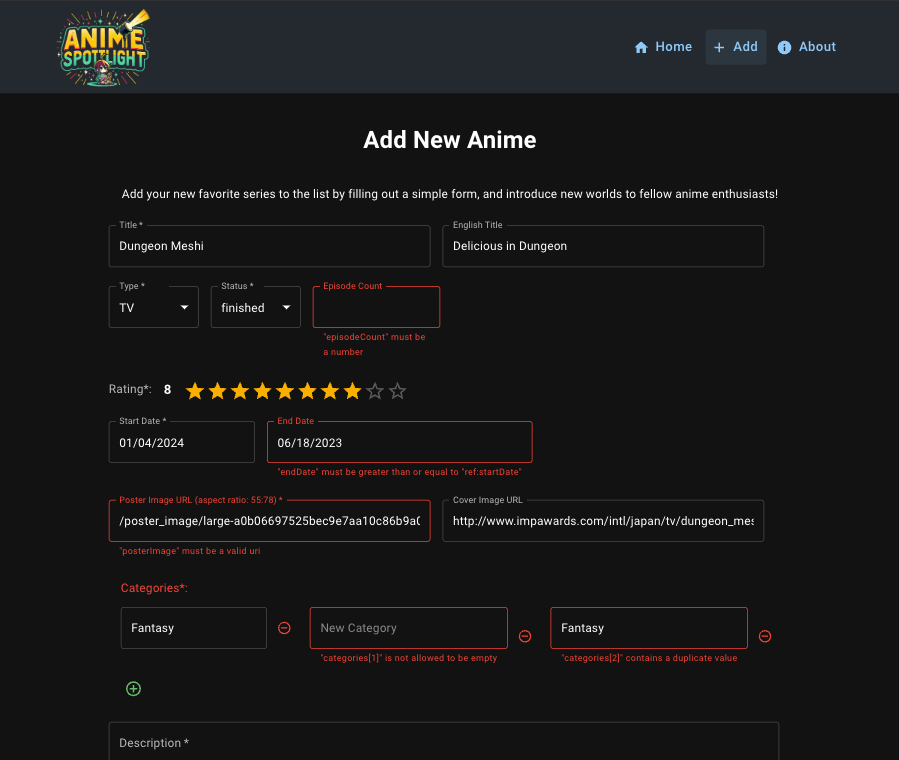 ANIME
SPOTTLIGHT
Home
Add
About
Add New Anime
Add your new favorite series to the list by filling out a simple form, and introduce new worlds to fellow anime enthusiasts!
Title *
Dungeon Meshi
English Title
Delicious in Dungeon
Type *
TV
Status *
finished
Episode Count
"episodeCount" must be
a number
Rating*: 8
Start Date *
01/04/2024
End Date
06/18/2023
"endDate" must be greater than or equal to "ref:startDate"
Poster Image URL (aspect ratio: 55:78) *
/poster_image/large-a0b06697525bec9e7aa10c86b9a0
"posterImage" must be a valid uri
Cover Image URL
http://www.impawards.com/intl/japan/tv/dungeon_mes
Categories*:
Fantasy
New Category
"categories[1]" is not allowed to be empty
Fantasy
"categories[2]" contains a duplicate value
Description *